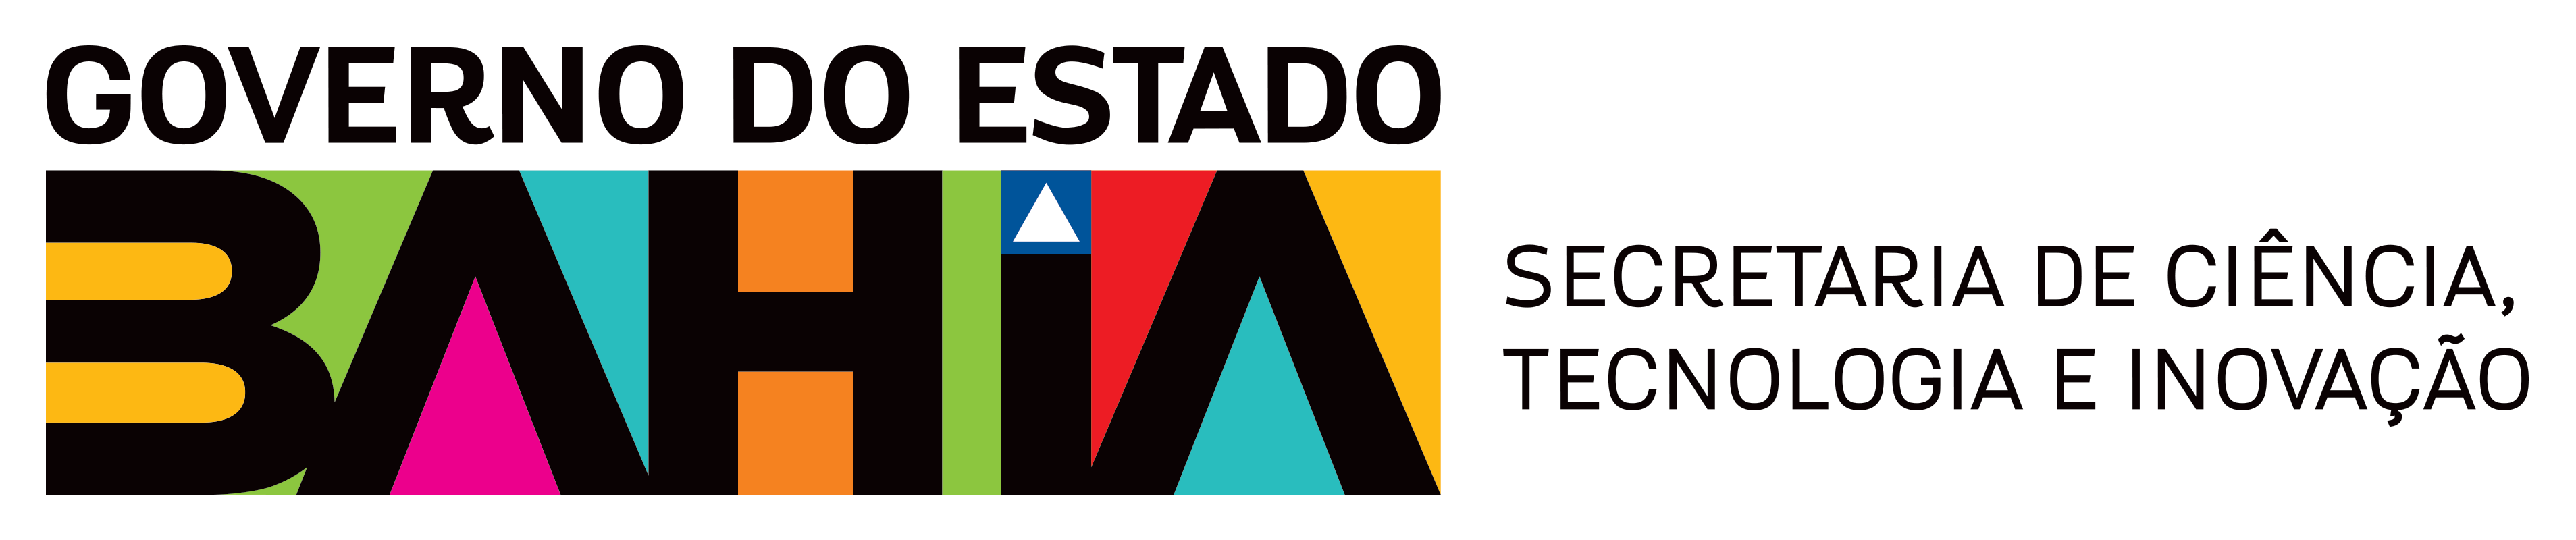 GOVERNO DO ESTADO
BAHiA
SECRETARIA DE CIÊNCIA,
TECNOLOGIA E INOVAÇÃO